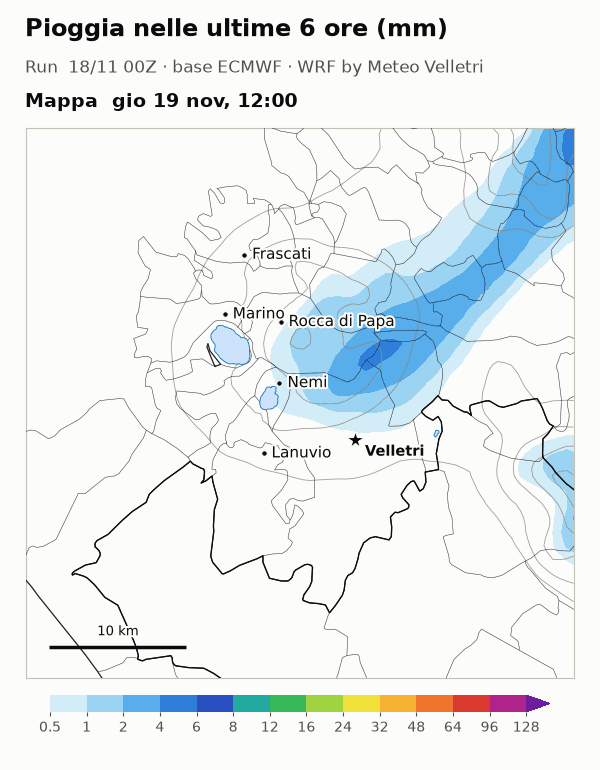 Pioggia nelle ultime 6 ore (mm)
Run  18/11 00Z · base ECMWF · WRF by Meteo Velletri
Mappa  gio 19 nov, 12:00
Frascati
Marino
Rocca di Papa
Nemi
Velletri
Lanuvio
10 km
0.5 1 2 4 6 8 12 16 24 32 48 64 96 128